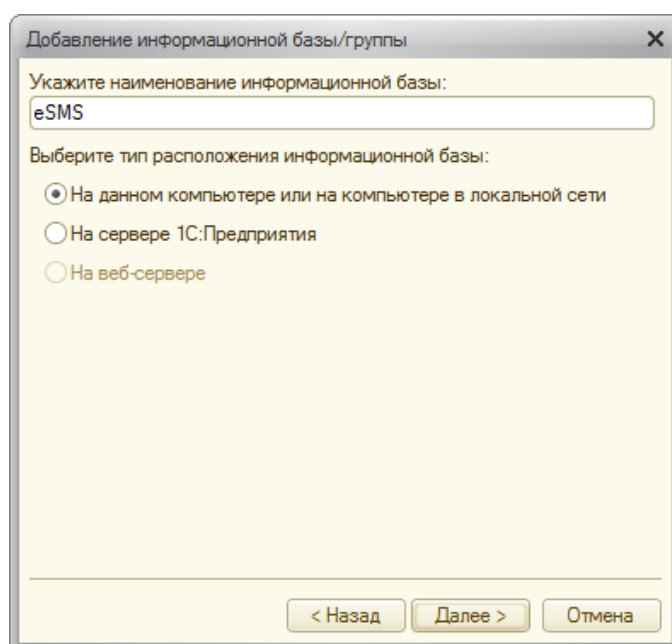 Добавление информационной базы/группы
Укажите наименование информационной базы:
eSMS
Выберите тип расположения информационной базы:
На данном компьютере или на компьютере в локальной сети
На сервере 1С:Предприятия
На веб-сервере
< Назад Далее > Отмена